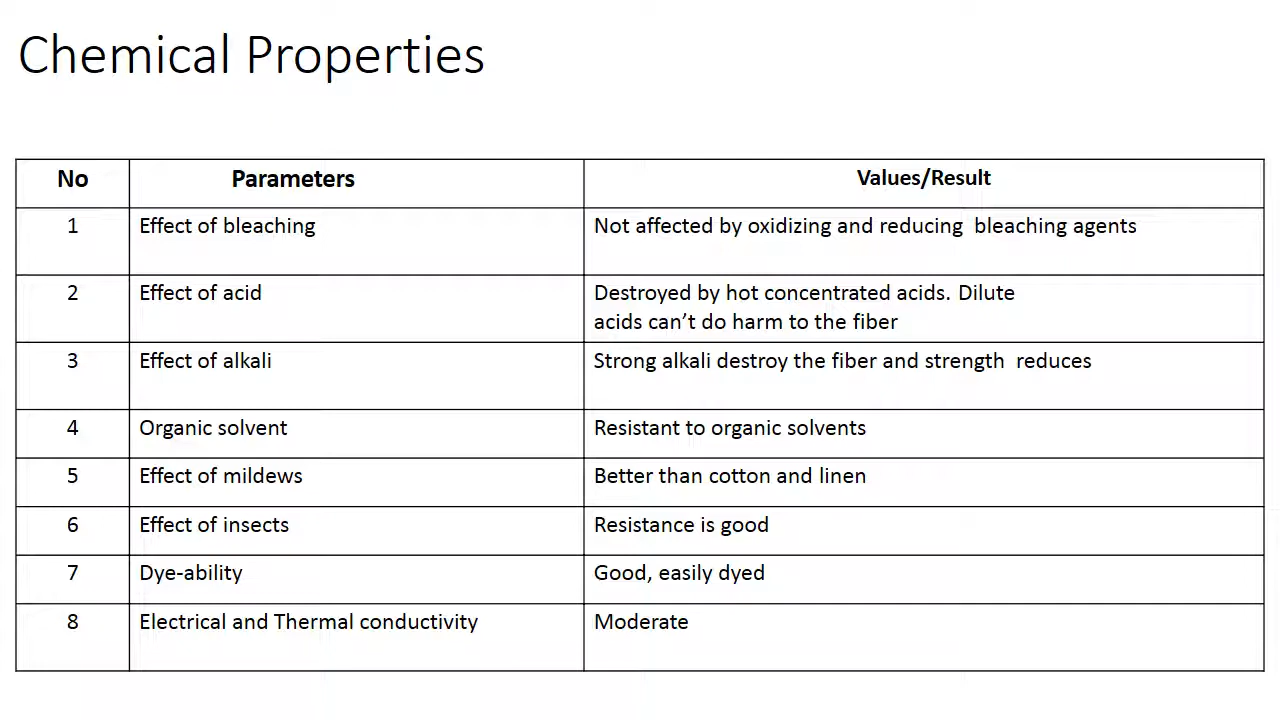 Chemical Properties
No Parameters Values/Result
1 Effect of bleaching Not affected by oxidizing and reducing bleaching agents
2 Effect of acid Destroyed by hot concentrated acids. Dilute
acids can't do harm to the fiber
3 Effect of alkali Strong alkali destroy the fiber and strength reduces
4 Organic solvent Resistant to organic solvents
5 Effect of mildews Better than cotton and linen
6 Effect of insects Resistance is good
7 Dye-ability Good, easily dyed
8 Electrical and Thermal conductivity Moderate